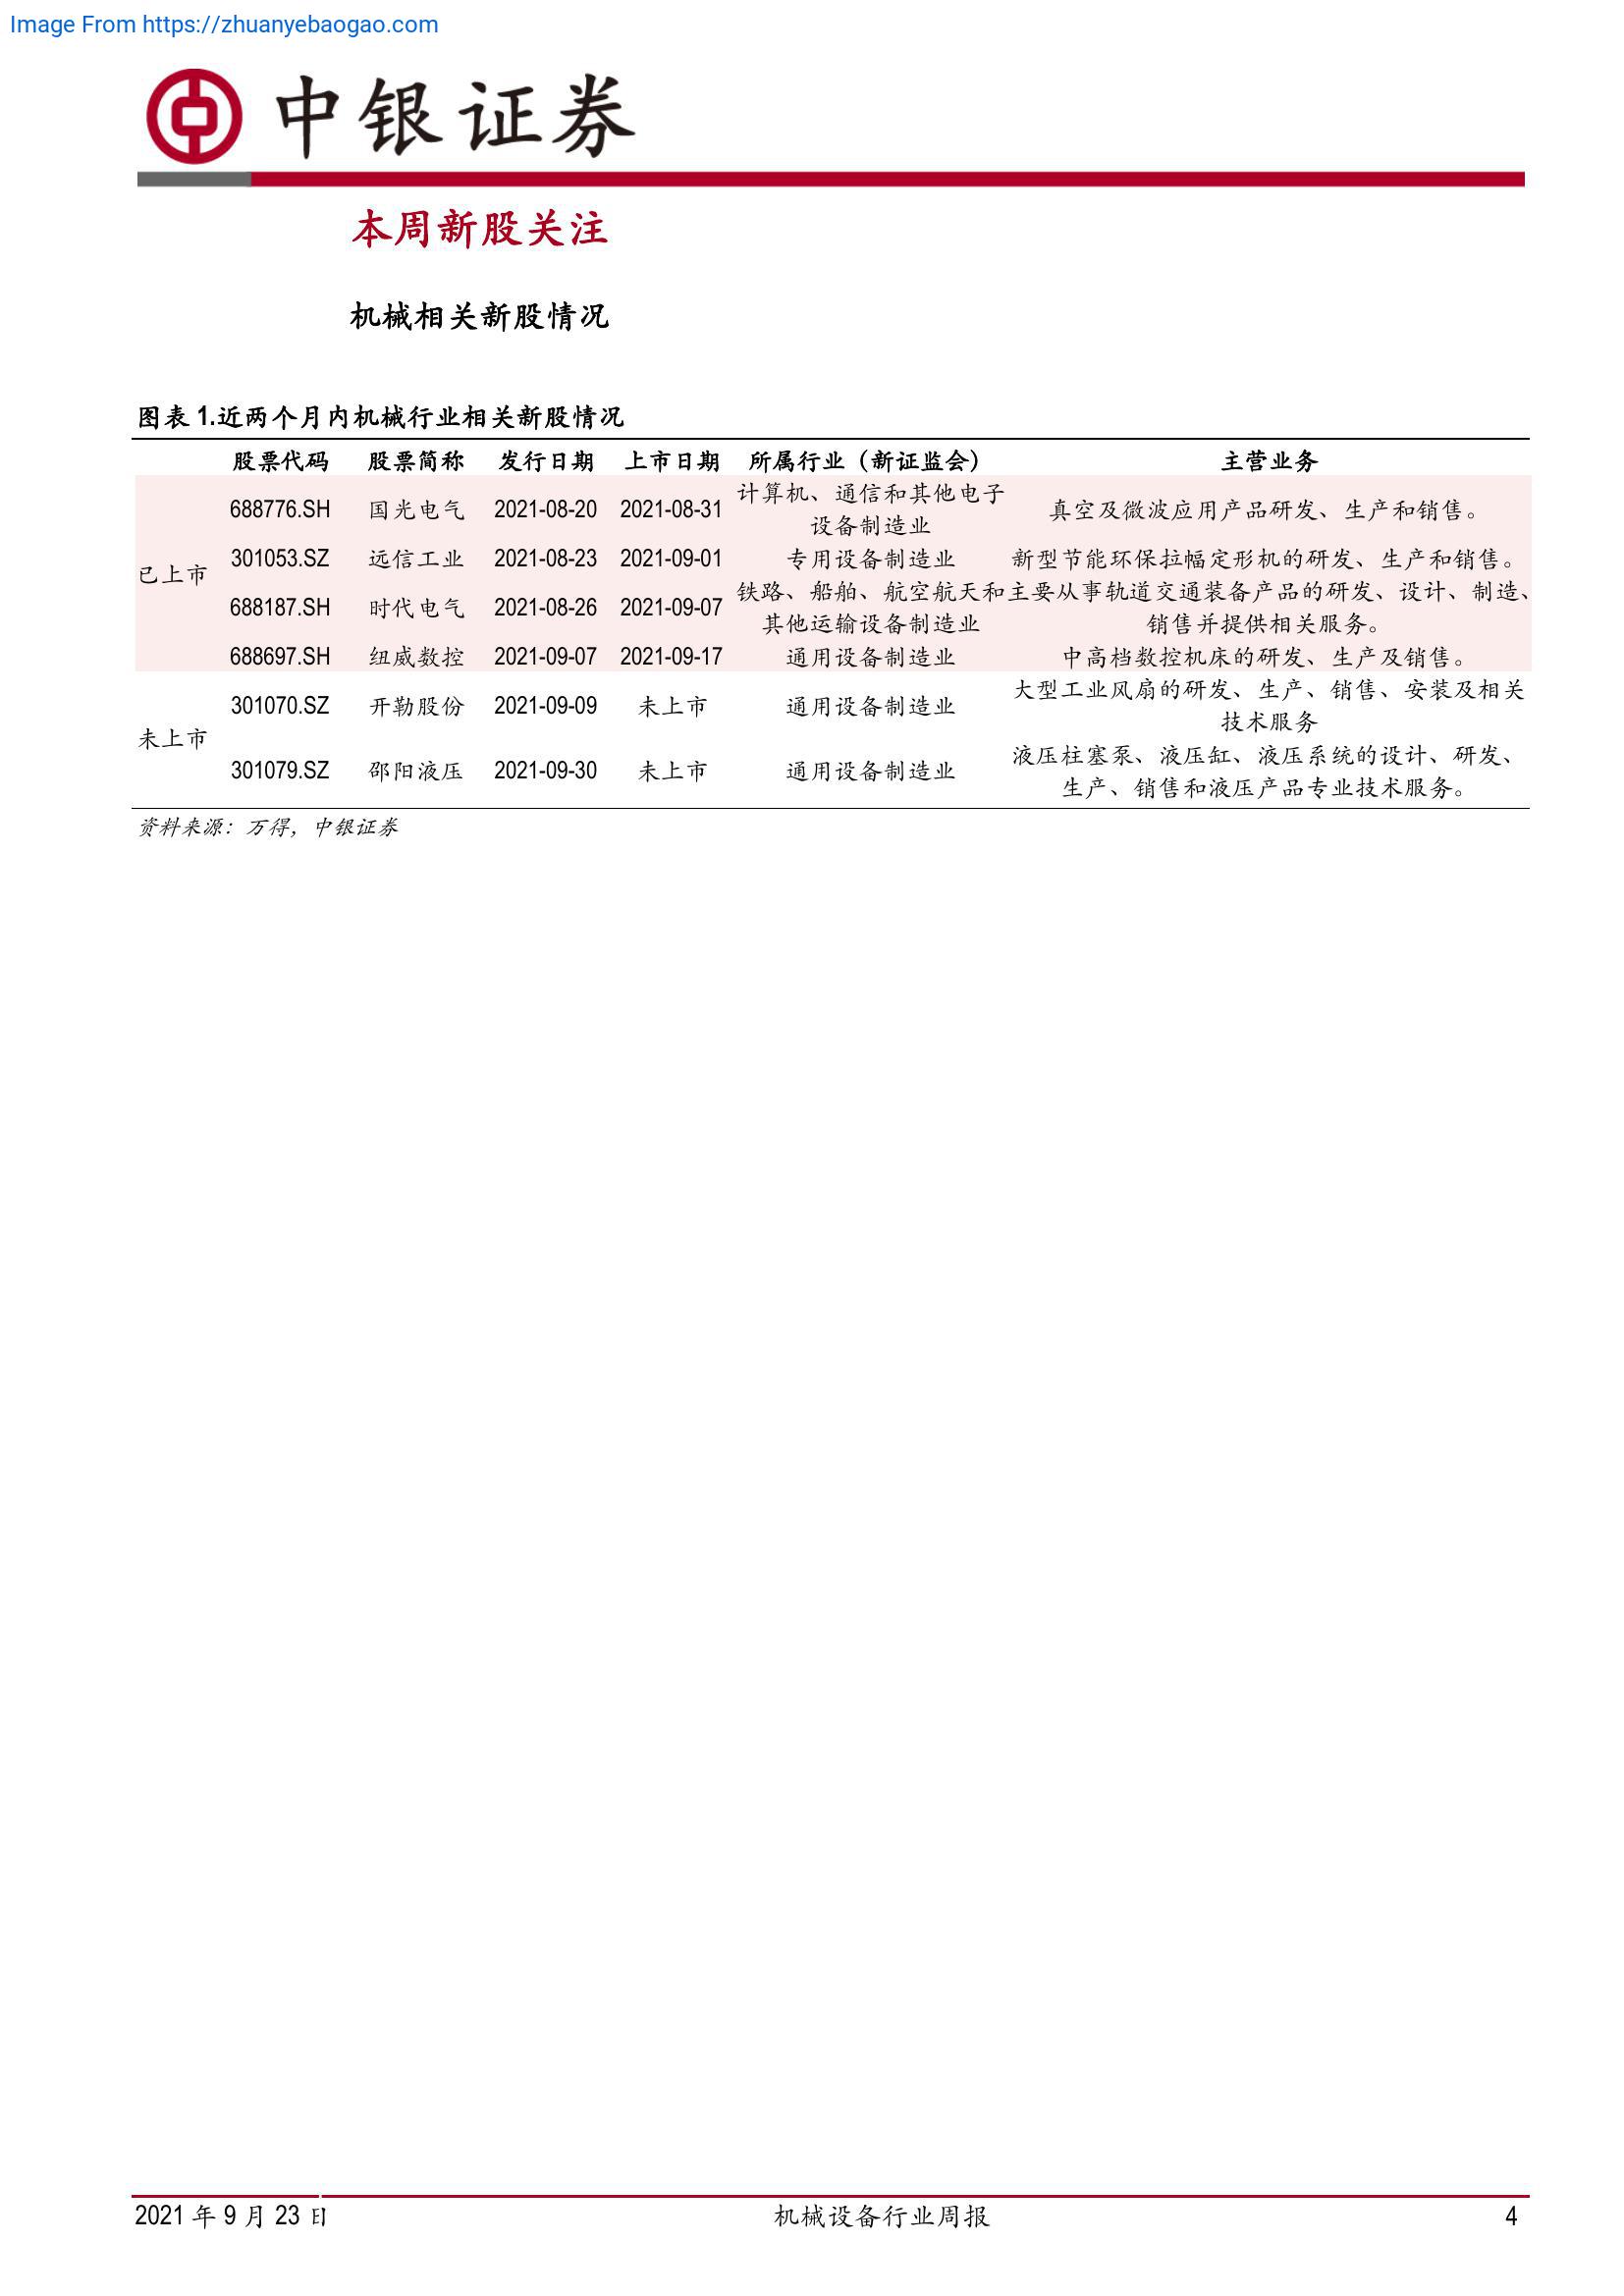 Image From https://zhuanyebaogao.com
中银证券
本周新股关注
机械相关新股情况
图表 1.近两个月内机械行业相关新股情况
股票代码 股票简称 发行日期 上市日期 所属行业（新证监会） 主营业务
已上市
688776.SH 国光电气 2021-08-20 2021-08-31 计算机、通信和其他电子 真空及微波应用产品研发、生产和销售。
设备制造业
301053.SZ 远信工业 2021-08-23 2021-09-01 专用设备制造业 新型节能环保拉幅定形机的研发、生产和销售。
688187.SH 时代电气 2021-08-26 2021-09-07 铁路、船舶、航空航天和 主要从事轨道交通装备产品的研发、设计、制造、
其他运输设备制造业 销售并提供相关服务。
688697.SH 纽威数控 2021-09-07 2021-09-17 通用设备制造业 中高档数控机床的研发、生产及销售。
未上市
301070.SZ 开勒股份 2021-09-09 未上市 通用设备制造业 大型工业风扇的研发、生产、销售、安装及相关
技术服务
301079.SZ 邵阳液压 2021-09-30 未上市 通用设备制造业 液压柱塞泵、液压缸、液压系统的设计、研发、
生产、销售和液压产品专业技术服务。
资料来源：万得，中银证券
2021 年 9 月 23 日 机械设备行业周报 4